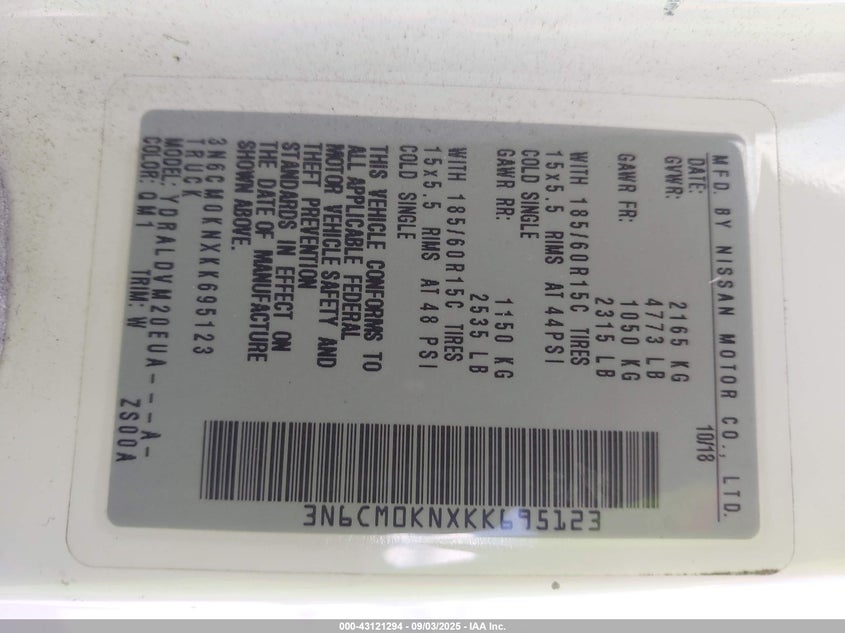 MFD. BY NISSAN MOTOR CO., LTD.
DATE: 10/18
GVWR: 2165 KG
4773 LB
GAWR FR: 1050 KG
2315 LB
WITH 185/60R15C TIRES
15x5.5 RIMS AT 44PSI
COLD SINGLE
GAWR RR: 1150 KG
2535 LB
WITH 185/60R15C TIRES
15x5.5 RIMS AT 48 PSI
COLD SINGLE
THIS VEHICLE CONFORMS TO
ALL APPLICABLE FEDERAL
MOTOR VEHICLE SAFETY AND
THEFT PREVENTION
STANDARDS IN EFFECT ON
THE DATE OF MANUFACTURE
SHOWN ABOVE.
3N6CM0KNXKK695123
TRUCK
MODEL: YDRALDVM20EUA---A-
COLOR: QM1 TRIM: W ZS00A
3N6CM0KNXKK695123
000-43121294 - 09/03/2025 - IAA Inc.